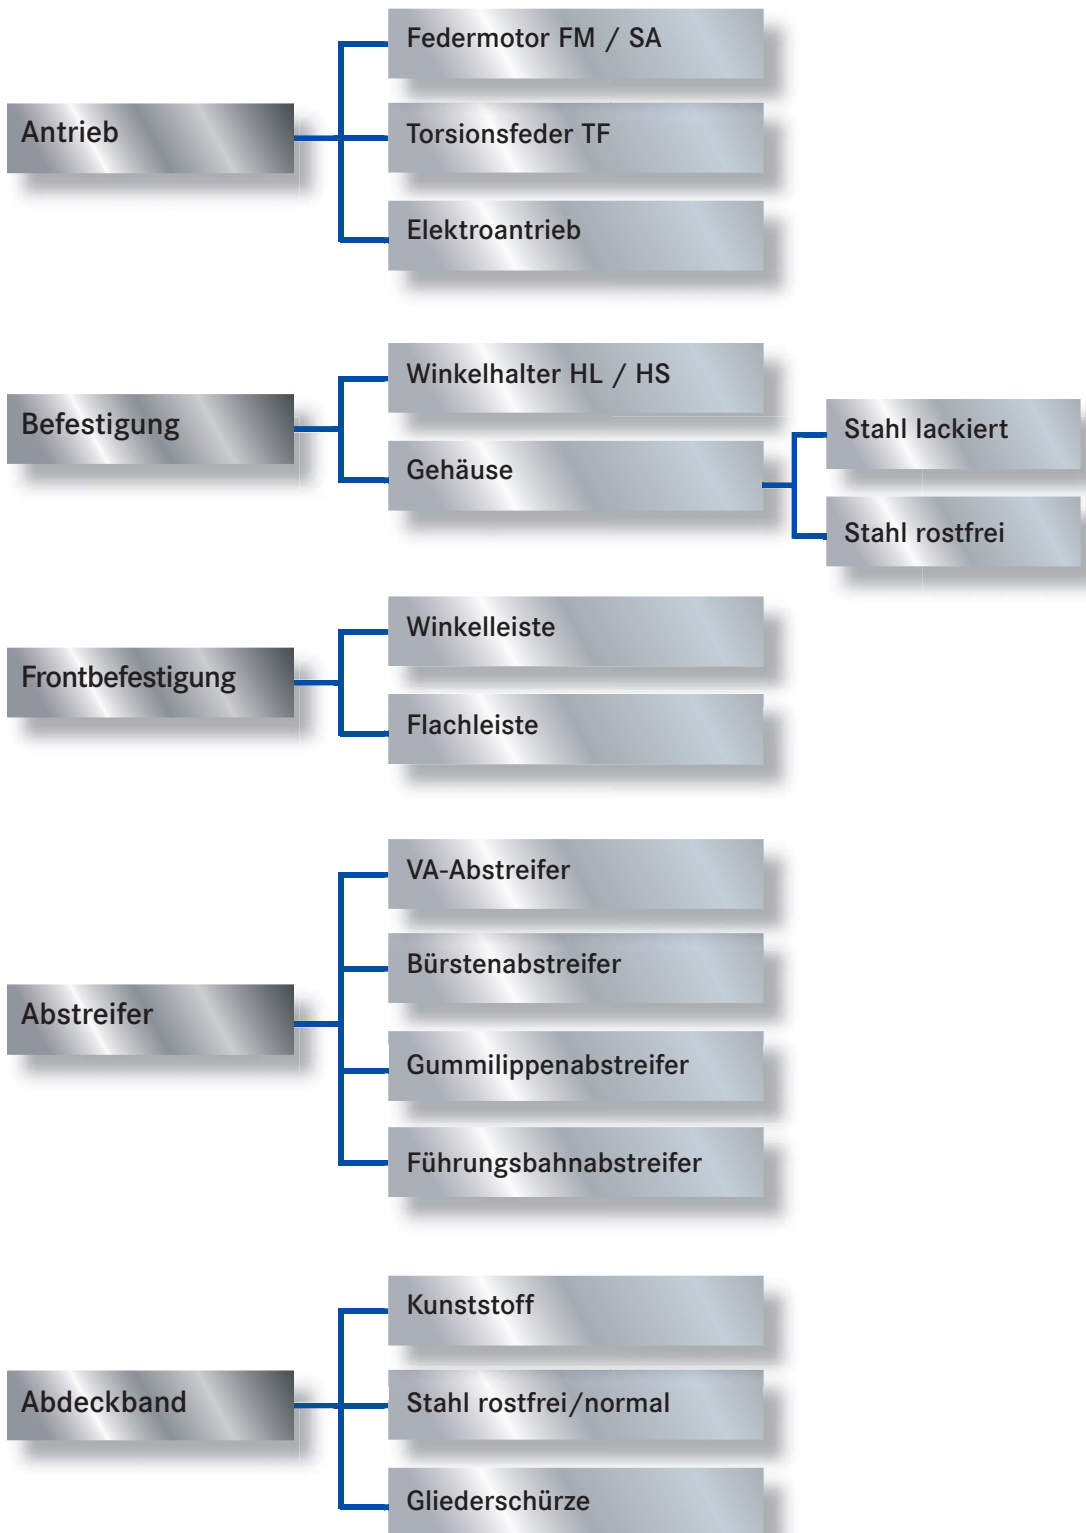 Antrieb
Federmotor FM / SA
Torsionsfeder TF
Elektroantrieb
Befestigung
Winkelhalter HL / HS
Gehäuse
Stahl lackiert
Stahl rostfrei
Frontbefestigung
Winkelleiste
Flachleiste
Abstreifer
VA-Abstreifer
Bürstenabstreifer
Gummilippenabstreifer
Führungsbahnabstreifer
Abdeckband
Kunststoff
Stahl rostfrei/normal
Gliederschürze